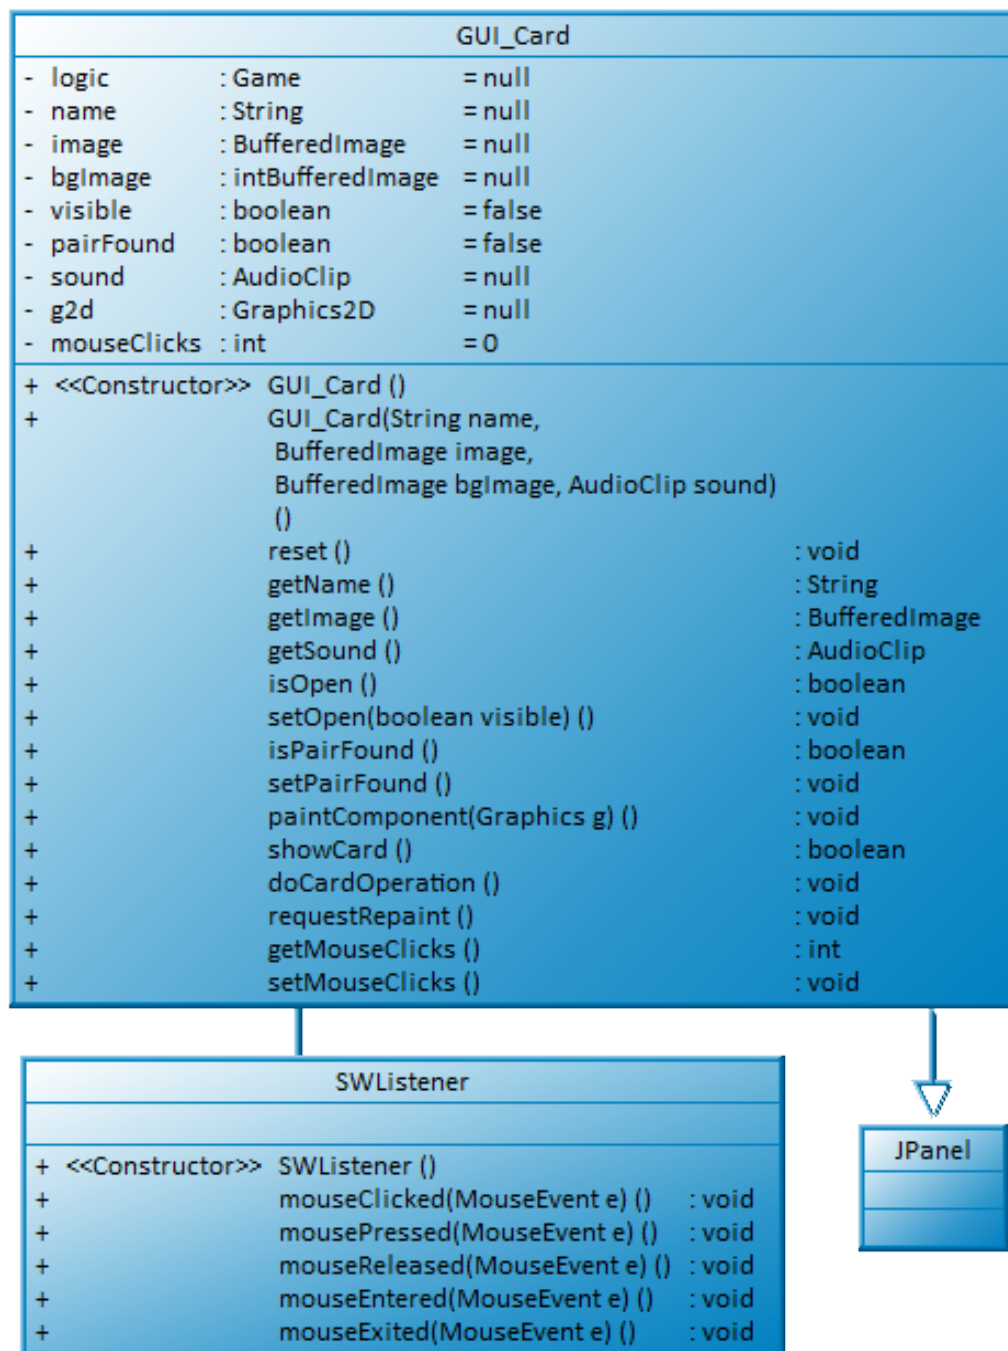 GUI_Card
- logic : Game = null
- name : String = null
- image : BufferedImage = null
- bgImage : intBufferedImage = null
- visible : boolean = false
- pairFound : boolean = false
- sound : AudioClip = null
- g2d : Graphics2D = null
- mouseClicks : int = 0
+ <<Constructor>> GUI_Card ()
+ GUI_Card(String name,
BufferedImage image,
BufferedImage bgImage, AudioClip sound)
()
+ reset () : void
+ getName () : String
+ getImage () : BufferedImage
+ getSound () : AudioClip
+ isOpen () : boolean
+ setOpen(boolean visible) () : void
+ isPairFound () : boolean
+ setPairFound () : void
+ paintComponent(Graphics g) () : void
+ showCard () : boolean
+ doCardOperation () : void
+ requestRepaint () : void
+ getMouseClicks () : int
+ setMouseClicks () : void
SWListener
+ <<Constructor>> SWListener ()
+ mouseClicked(MouseEvent e) () : void
+ mousePressed(MouseEvent e) () : void
+ mouseReleased(MouseEvent e) () : void
+ mouseEntered(MouseEvent e) () : void
+ mouseExited(MouseEvent e) () : void
JPanel